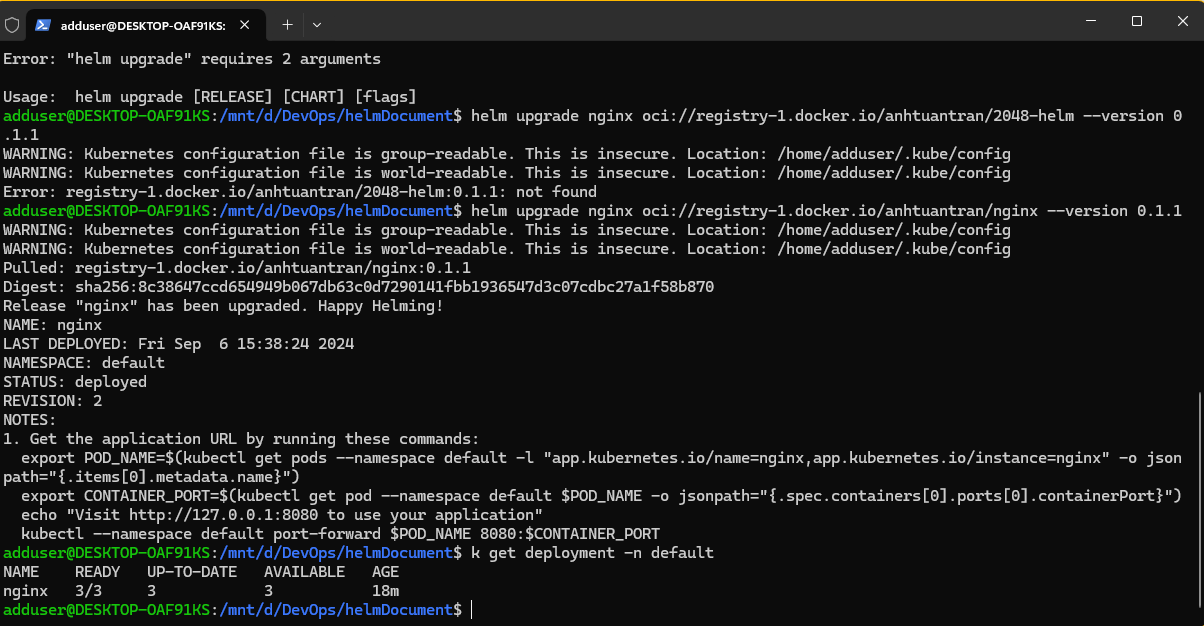 adduser@DESKTOP-OAF91KS:
Error: "helm upgrade" requires 2 arguments
Usage:  helm upgrade [RELEASE] [CHART] [flags]
adduser@DESKTOP-OAF91KS:/mnt/d/DevOps/helmDocument$ helm upgrade nginx oci://registry-1.docker.io/anhtuantran/2048-helm --version 0
.1.1
WARNING: Kubernetes configuration file is group-readable. This is insecure. Location: /home/adduser/.kube/config
WARNING: Kubernetes configuration file is world-readable. This is insecure. Location: /home/adduser/.kube/config
Error: registry-1.docker.io/anhtuantran/2048-helm:0.1.1: not found
adduser@DESKTOP-OAF91KS:/mnt/d/DevOps/helmDocument$ helm upgrade nginx oci://registry-1.docker.io/anhtuantran/nginx --version 0.1.1
WARNING: Kubernetes configuration file is group-readable. This is insecure. Location: /home/adduser/.kube/config
WARNING: Kubernetes configuration file is world-readable. This is insecure. Location: /home/adduser/.kube/config
Pulled: registry-1.docker.io/anhtuantran/nginx:0.1.1
Digest: sha256:8c38647ccd654949b067db63c0d7290141fbb1936547d3c07cdbc27a1f58b870
Release "nginx" has been upgraded. Happy Helming!
NAME: nginx
LAST DEPLOYED: Fri Sep  6 15:38:24 2024
NAMESPACE: default
STATUS: deployed
REVISION: 2
NOTES:
1. Get the application URL by running these commands:
  export POD_NAME=$(kubectl get pods --namespace default -l "app.kubernetes.io/name=nginx,app.kubernetes.io/instance=nginx" -o json
path="{.items[0].metadata.name}")
  export CONTAINER_PORT=$(kubectl get pod --namespace default $POD_NAME -o jsonpath="{.spec.containers[0].ports[0].containerPort}")
  echo "Visit http://127.0.0.1:8080 to use your application"
  kubectl --namespace default port-forward $POD_NAME 8080:$CONTAINER_PORT
adduser@DESKTOP-OAF91KS:/mnt/d/DevOps/helmDocument$ k get deployment -n default
NAME    READY   UP-TO-DATE   AVAILABLE   AGE
nginx   3/3     3            3           18m
adduser@DESKTOP-OAF91KS:/mnt/d/DevOps/helmDocument$